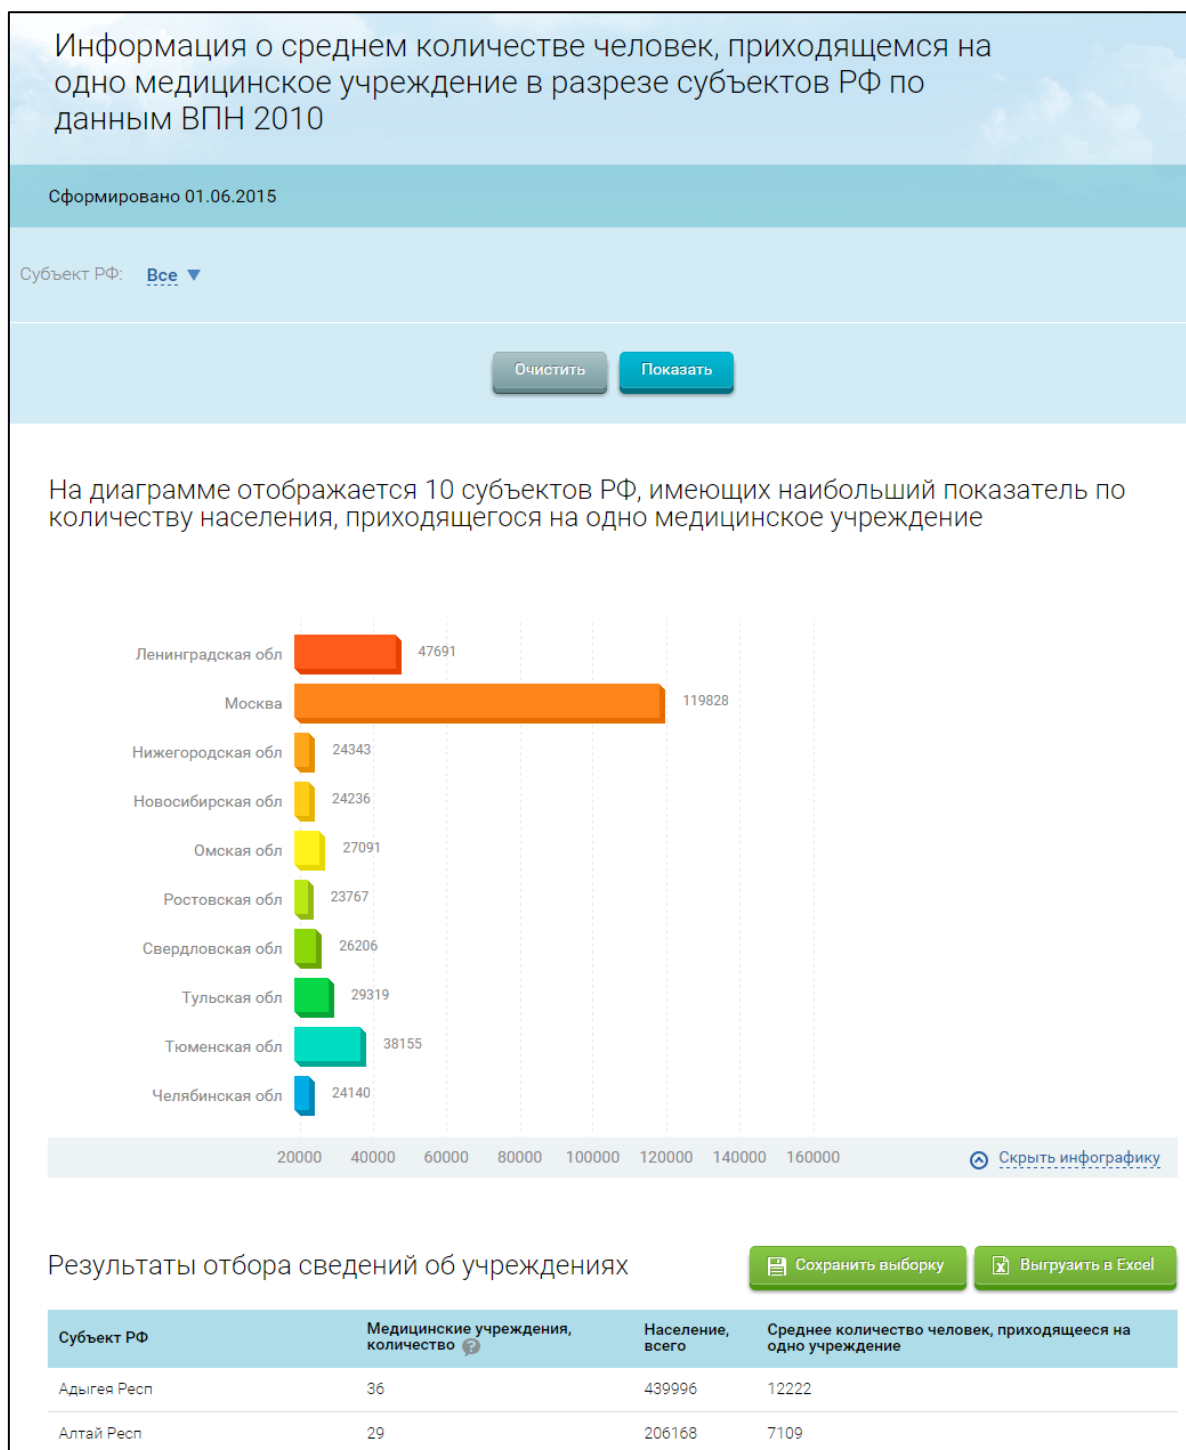 Информация о среднем количестве человек, приходящемся на
одно медицинское учреждение в разрезе субъектов РФ по
данным ВПН 2010
Сформировано 01.06.2015
Субъект РФ: Все
Очистить Показать
На диаграмме отображается 10 субъектов РФ, имеющих наибольший показатель по
количеству населения, приходящегося на одно медицинское учреждение
Ленинградская обл 47691
Москва 119828
Нижегородская обл 24343
Новосибирская обл 24236
Омская обл 27091
Ростовская обл 23767
Свердловская обл 26206
Тульская обл 29319
Тюменская обл 38155
Челябинская обл 24140
20000 40000 60000 80000 100000 120000 140000 160000 Скрыть инфографику
Результаты отбора сведений об учреждениях Сохранить выборку Выгрузить в Excel
Субъект РФ Медицинские учреждения, количество ? Население, всего Среднее количество человек, приходящееся на одно учреждение
Адыгея Респ 36 439996 12222
Алтай Респ 29 206168 7109